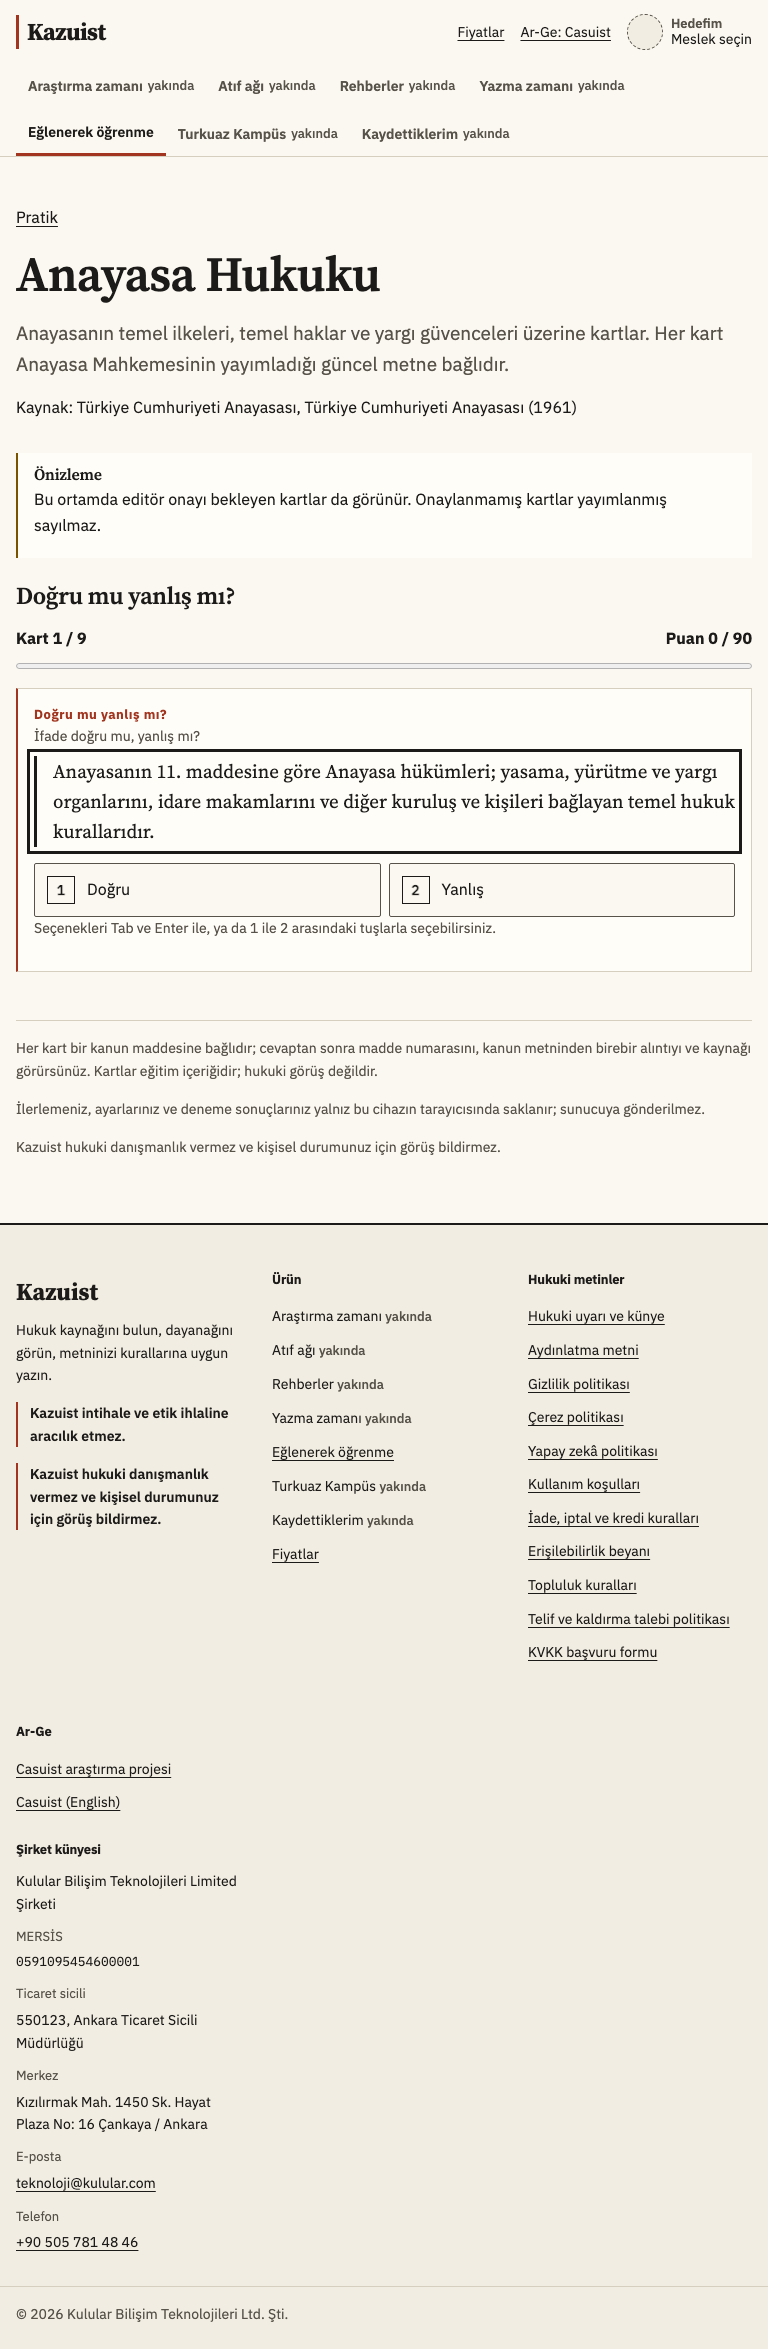 Kazuist
Fiyatlar
Ar-Ge: Casuist
Hedefim
Meslek seçin
Araştırma zamanı yakında
Atıf ağı yakında
Rehberler yakında
Yazma zamanı yakında
Eğlenerek öğrenme
Turkuaz Kampüs yakında
Kaydettiklerim yakında
Pratik
Anayasa Hukuku
Anayasanın temel ilkeleri, temel haklar ve yargı güvenceleri üzerine kartlar. Her kart
Anayasa Mahkemesinin yayımladığı güncel metne bağlıdır.
Kaynak: Türkiye Cumhuriyeti Anayasası, Türkiye Cumhuriyeti Anayasası (1961)
Önizleme
Bu ortamda editör onayı bekleyen kartlar da görünür. Onaylanmamış kartlar yayımlanmış
sayılmaz.
Doğru mu yanlış mı?
Kart 1 / 9
Puan 0 / 90
Doğru mu yanlış mı?
İfade doğru mu, yanlış mı?
Anayasanın 11. maddesine göre Anayasa hükümleri; yasama, yürütme ve yargı
organlarını, idare makamlarını ve diğer kuruluş ve kişileri bağlayan temel hukuk
kurallarıdır.
1 Doğru
2 Yanlış
Seçenekleri Tab ve Enter ile, ya da 1 ile 2 arasındaki tuşlarla seçebilirsiniz.
Her kart bir kanun maddesine bağlıdır; cevaptan sonra madde numarasını, kanun metninden birebir alıntıyı ve kaynağı
görürsünüz. Kartlar eğitim içeriğidir; hukuki görüş değildir.
İlerlemeniz, ayarlarınız ve deneme sonuçlarınız yalnız bu cihazın tarayıcısında saklanır; sunucuya gönderilmez.
Kazuist hukuki danışmanlık vermez ve kişisel durumunuz için görüş bildirmez.
Kazuist
Hukuk kaynağını bulun, dayanağını
görün, metninizi kurallarına uygun
yazın.
Kazuist intihale ve etik ihlaline
aracılık etmez.
Kazuist hukuki danışmanlık
vermez ve kişisel durumunuz
için görüş bildirmez.
Ürün
Araştırma zamanı yakında
Atıf ağı yakında
Rehberler yakında
Yazma zamanı yakında
Eğlenerek öğrenme
Turkuaz Kampüs yakında
Kaydettiklerim yakında
Fiyatlar
Hukuki metinler
Hukuki uyarı ve künye
Aydınlatma metni
Gizlilik politikası
Çerez politikası
Yapay zekâ politikası
Kullanım koşulları
İade, iptal ve kredi kuralları
Erişilebilirlik beyanı
Topluluk kuralları
Telif ve kaldırma talebi politikası
KVKK başvuru formu
Ar-Ge
Casuist araştırma projesi
Casuist (English)
Şirket künyesi
Kulular Bilişim Teknolojileri Limited
Şirketi
MERSİS
0591095454600001
Ticaret sicili
550123, Ankara Ticaret Sicili
Müdürlüğü
Merkez
Kızılırmak Mah. 1450 Sk. Hayat
Plaza No: 16 Çankaya / Ankara
E-posta
teknoloji@kulular.com
Telefon
+90 505 781 48 46
© 2026 Kulular Bilişim Teknolojileri Ltd. Şti.